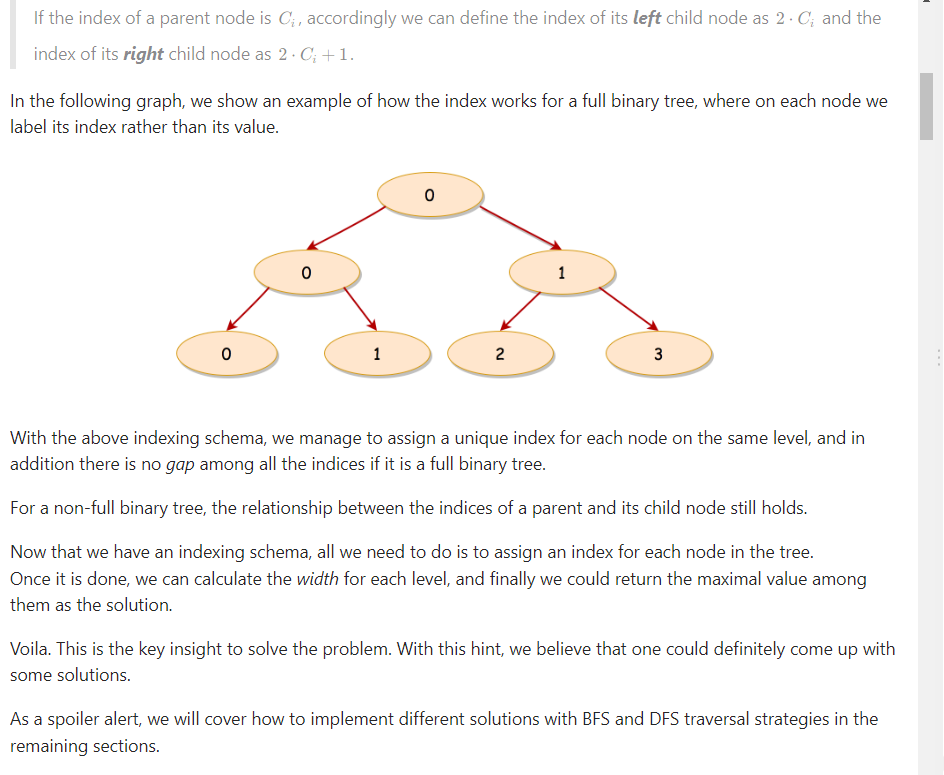 If the index of a parent node is C_i, accordingly we can define the index of its left child node as 2 · C_i and the
index of its right child node as 2 · C_i + 1.
In the following graph, we show an example of how the index works for a full binary tree, where on each node we
label its index rather than its value.
0
0 1
0 1 2 3
With the above indexing schema, we manage to assign a unique index for each node on the same level, and in
addition there is no gap among all the indices if it is a full binary tree.
For a non-full binary tree, the relationship between the indices of a parent and its child node still holds.
Now that we have an indexing schema, all we need to do is to assign an index for each node in the tree.
Once it is done, we can calculate the width for each level, and finally we could return the maximal value among
them as the solution.
Voila. This is the key insight to solve the problem. With this hint, we believe that one could definitely come up with
some solutions.
As a spoiler alert, we will cover how to implement different solutions with BFS and DFS traversal strategies in the
remaining sections.